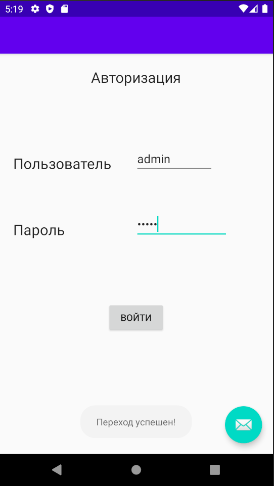 5:19
Авторизация
Пользователь
admin
Пароль
•••••
ВОЙТИ
Переход успешен!